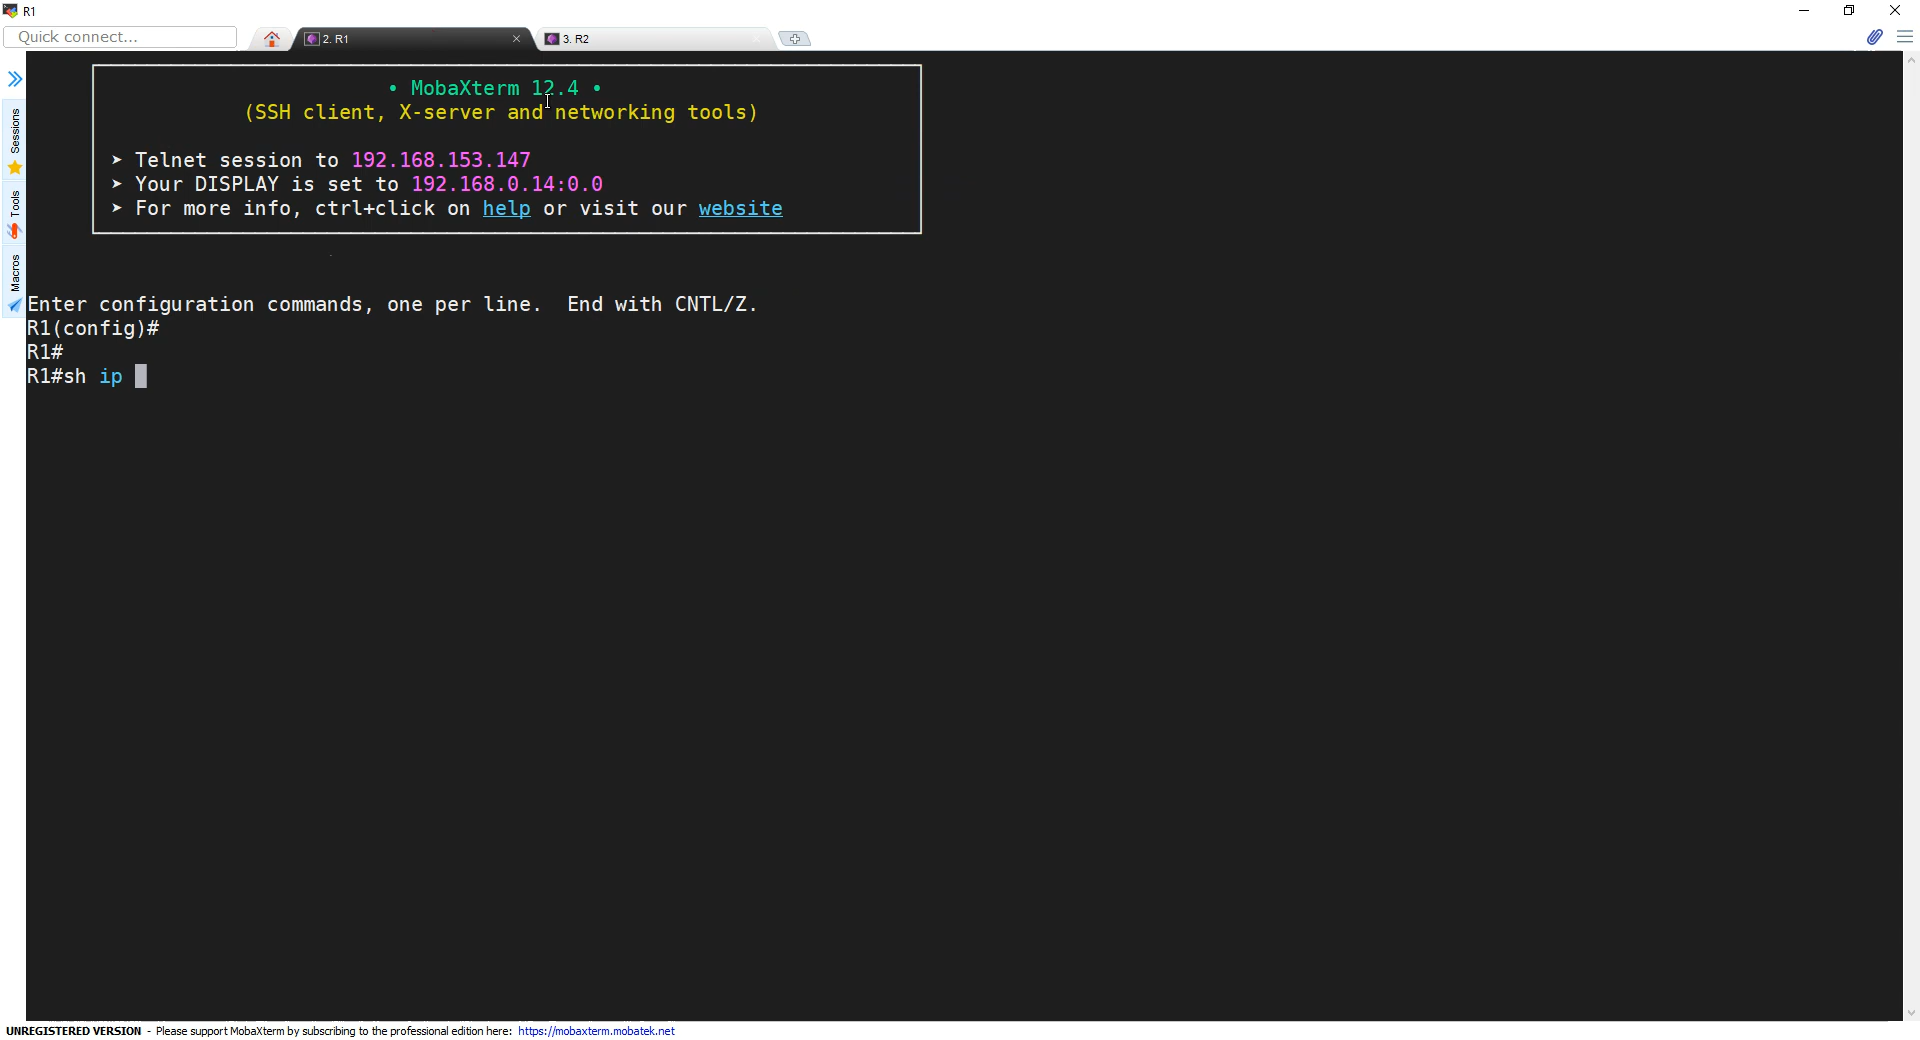 R1
Quick connect...
2. R1
3. R2
• MobaXterm 12.4 •
(SSH client, X-server and networking tools)
➤ Telnet session to 192.168.153.147
➤ Your DISPLAY is set to 192.168.0.14:0.0
➤ For more info, ctrl+click on help or visit our website
Sessions
Tools
Macros
Enter configuration commands, one per line.  End with CNTL/Z.
R1(config)#
R1#
R1#sh ip
UNREGISTERED VERSION - Please support MobaXterm by subscribing to the professional edition here: https://mobaxterm.mobatek.net